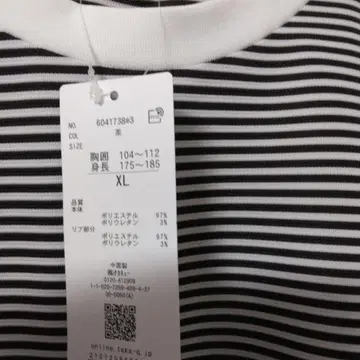 NO. 6041738*3
COL 黒
SIZE
胸囲 104～112
身長 175～185
XL
品質
本体
ポリエステル 97%
ポリウレタン 3%
リブ部分
ポリエステル 97%
ポリウレタン 3%
中国製